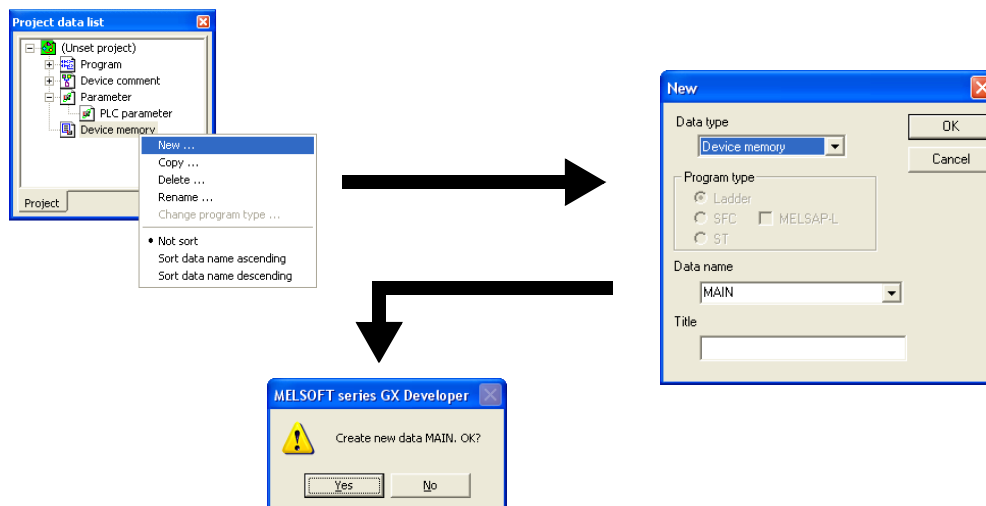 Project data list
(Unset project)
Program
Device comment
Parameter
PLC parameter
Device memory
Project
New ...
Copy ...
Delete ...
Rename ...
Change program type ...
Not sort
Sort data name ascending
Sort data name descending
New
Data type
Device memory
OK
Cancel
Program type
Ladder
SFC MELSAP-L
ST
Data name
MAIN
Title
MELSOFT series GX Developer
Create new data MAIN. OK?
Yes No